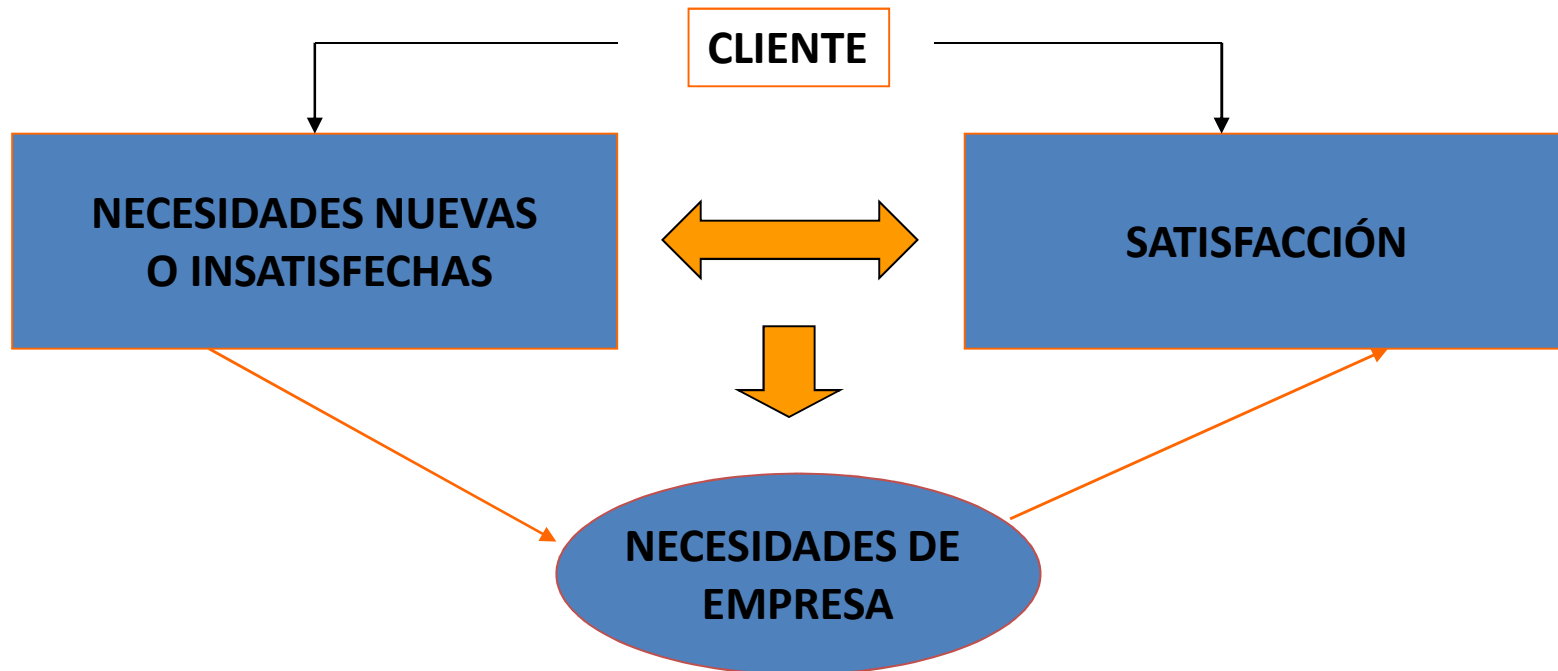 CLIENTE
NECESIDADES NUEVAS
O INSATISFECHAS
SATISFACCIÓN
NECESIDADES DE
EMPRESA